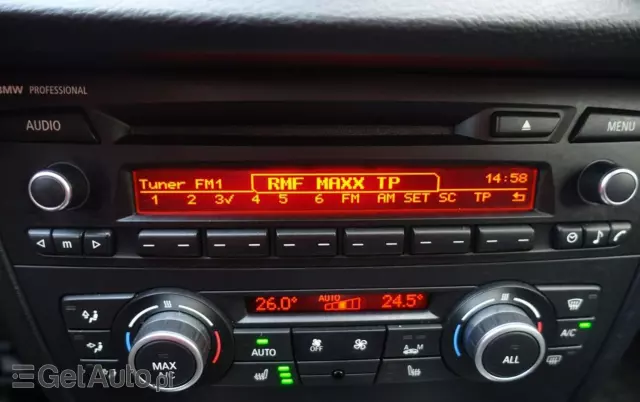 BMW PROFESSIONAL
AUDIO
MENU
Tuner FM1 RMF MAXX TP 14:58
1 2 3✓ 4 5 6 FM AM SET SC TP
m
26.0° AUTO 24.5°
AUTO
OFF
A M
A/C
MAX
A/C
ALL
GetAuto.pl